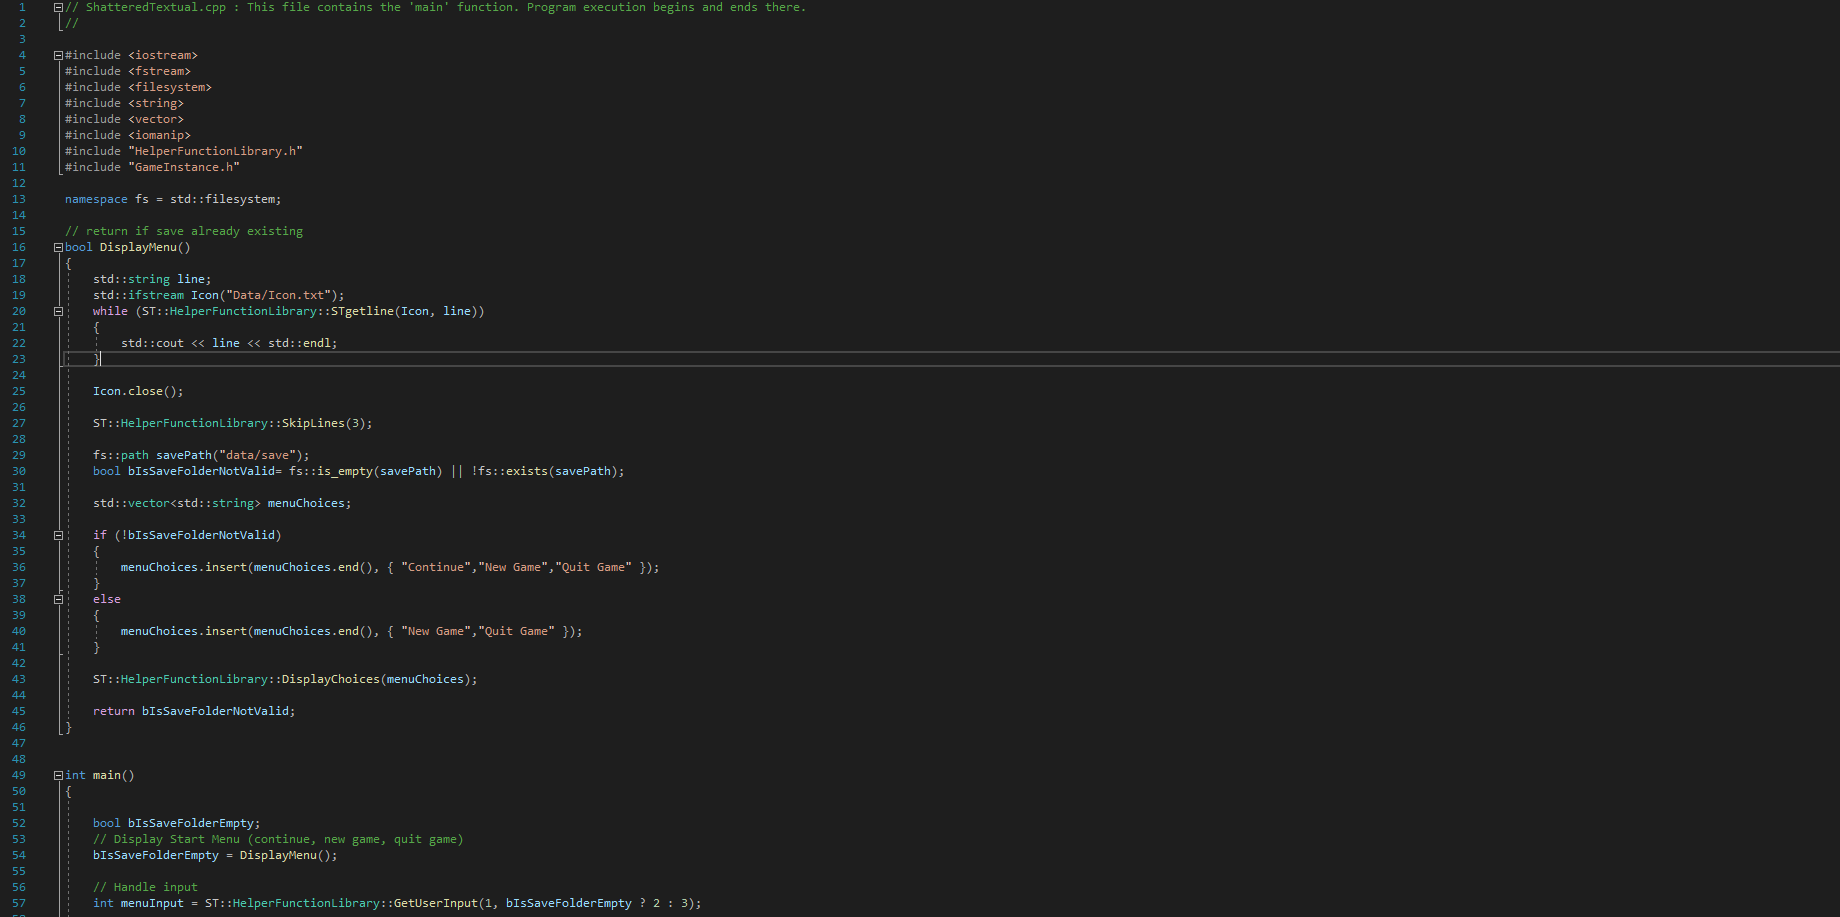 1 // ShatteredTextual.cpp : This file contains the 'main' function. Program execution begins and ends there.
2 //
3
4 #include <iostream>
5 #include <fstream>
6 #include <filesystem>
7 #include <string>
8 #include <vector>
9 #include <iomanip>
10 #include "HelperFunctionLibrary.h"
11 #include "GameInstance.h"
12
13 namespace fs = std::filesystem;
14
15 // return if save already existing
16 bool DisplayMenu()
17 {
18     std::string line;
19     std::ifstream Icon("Data/Icon.txt");
20     while (ST::HelperFunctionLibrary::STgetline(Icon, line))
21     {
22         std::cout << line << std::endl;
23     }
24
25     Icon.close();
26
27     ST::HelperFunctionLibrary::SkipLines(3);
28
29     fs::path savePath("data/save");
30     bool bIsSaveFolderNotValid= fs::is_empty(savePath) || !fs::exists(savePath);
31
32     std::vector<std::string> menuChoices;
33
34     if (!bIsSaveFolderNotValid)
35     {
36         menuChoices.insert(menuChoices.end(), { "Continue","New Game","Quit Game" });
37     }
38     else
39     {
40         menuChoices.insert(menuChoices.end(), { "New Game","Quit Game" });
41     }
42
43     ST::HelperFunctionLibrary::DisplayChoices(menuChoices);
44
45     return bIsSaveFolderNotValid;
46 }
47
48
49 int main()
50 {
51
52     bool bIsSaveFolderEmpty;
53     // Display Start Menu (continue, new game, quit game)
54     bIsSaveFolderEmpty = DisplayMenu();
55
56     // Handle input
57     int menuInput = ST::HelperFunctionLibrary::GetUserInput(1, bIsSaveFolderEmpty ? 2 : 3);